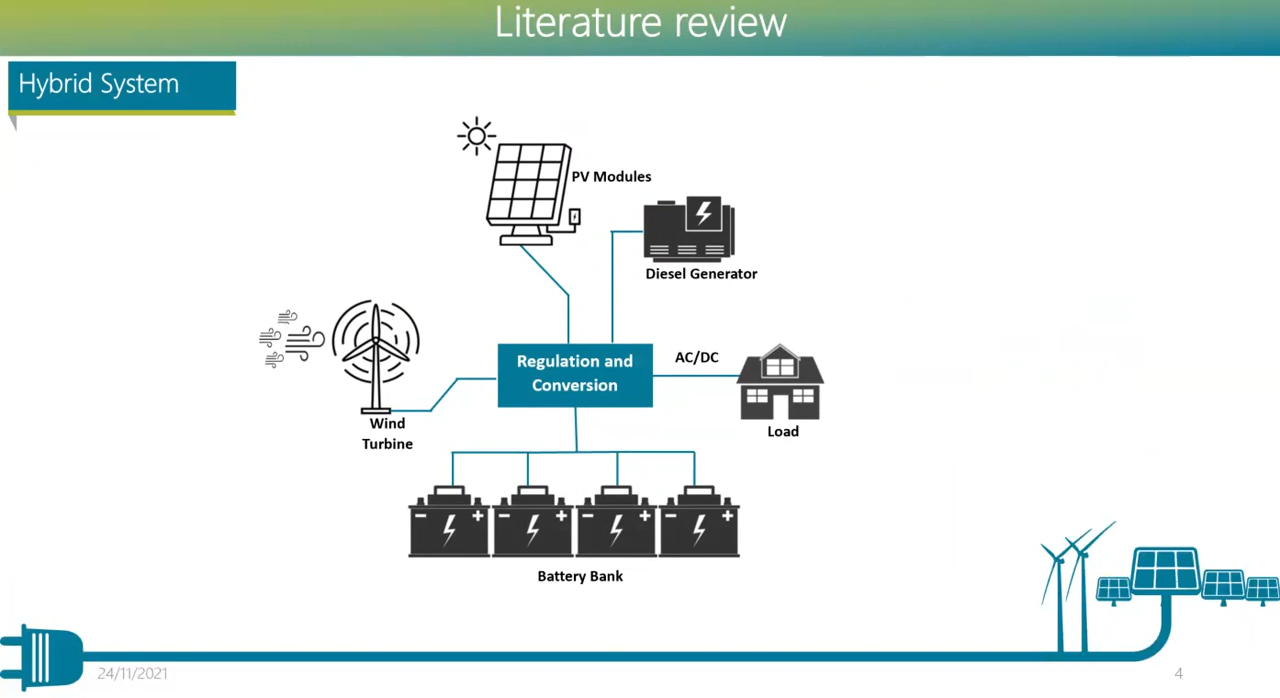 Literature review
Hybrid System
PV Modules
Diesel Generator
Regulation and
Conversion
AC/DC
Load
Wind
Turbine
Battery Bank
24/11/2021
4